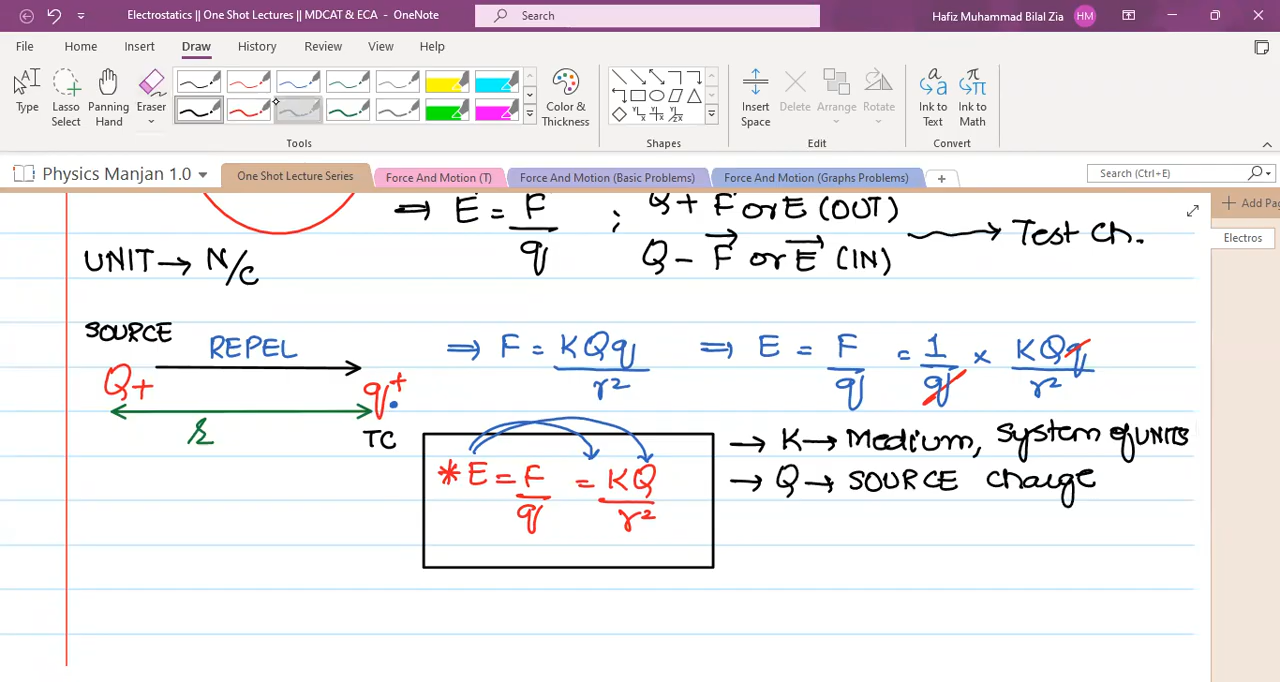 Electrostatics || One Shot Lectures || MDCAT & ECA - OneNote
Search
Hafiz Muhammad Bilal Zia
HM
File Home Insert Draw History Review View Help
Type
Lasso Select
Panning Hand
Eraser
Color & Thickness
Insert Space
Delete
Arrange
Rotate
Ink to Text
Ink to Math
Tools
Shapes
Edit
Convert
Physics Manjan 1.0
One Shot Lecture Series
Force And Motion (T)
Force And Motion (Basic Problems)
Force And Motion (Graphs Problems)
Search (Ctrl+E)
Add Pag
Electros
⇒ E = F/q ; Q+ F or E (OUT)
Q - F⃗ or E⃗ (IN) → Test Ch.
UNIT → N/C
SOURCE
REPEL
Q+
q+
r
TC
⇒ F = KQq/r² ⇒ E = F/q = 1/q × KQq/r²
* E = F/q = KQ/r²
→ K → Medium, System of UNITS
→ Q → SOURCE charge